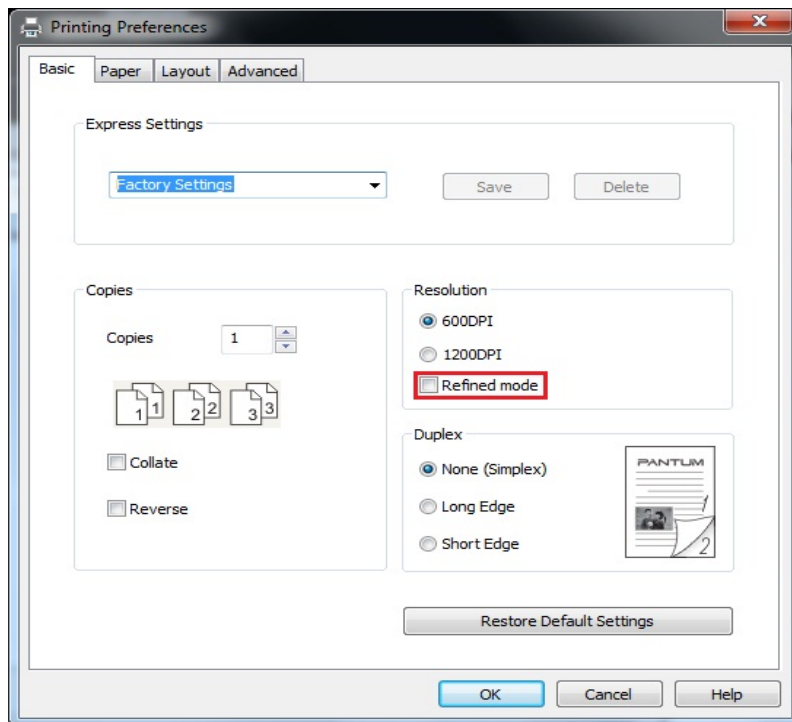 Printing Preferences
Basic Paper Layout Advanced
Express Settings
Factory Settings Save Delete
Copies
Copies 1
1 1 2 2 3 3
Collate
Reverse
Resolution
600DPI
1200DPI
Refined mode
Duplex
None (Simplex)
Long Edge
Short Edge
PANTUM
1
2
Restore Default Settings
OK Cancel Help